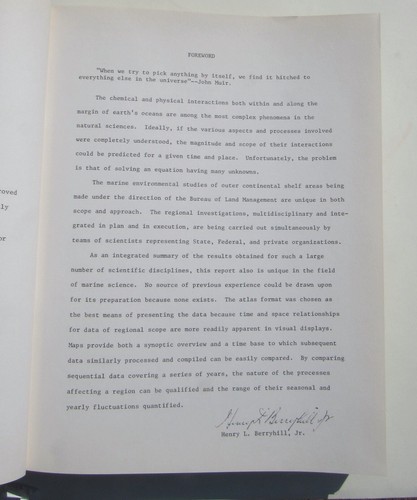 FOREWORD
"When we try to pick anything by itself, we find it hitched to
everything else in the universe"--John Muir.
The chemical and physical interactions both within and along the
margin of earth's oceans are among the most complex phenomena in the
natural sciences. Ideally, if the various aspects and processes involved
were completely understood, the magnitude and scope of their interactions
could be predicted for a given time and place. Unfortunately, the problem
is that of solving an equation having many unknowns.
The marine environmental studies of outer continental shelf areas being
made under the direction of the Bureau of Land Management are unique in both
scope and approach. The regional investigations, multidisciplinary and inte-
grated in plan and in execution, are being carried out simultaneously by
teams of scientists representing State, Federal, and private organizations.
As an integrated summary of the results obtained for such a large
number of scientific disciplines, this report also is unique in the field
of marine science. No source of previous experience could be drawn upon
for its preparation because none exists. The atlas format was chosen as
the best means of presenting the data because time and space relationships
for data of regional scope are more readily apparent in visual displays.
Maps provide both a synoptic overview and a time base to which subsequent
data similarly processed and compiled can be easily compared. By comparing
sequential data covering a series of years, the nature of the processes
affecting a region can be qualified and the range of their seasonal and
yearly fluctuations quantified.
Henry L. Berryhill Jr
Henry L. Berryhill, Jr.
roved
ly
or